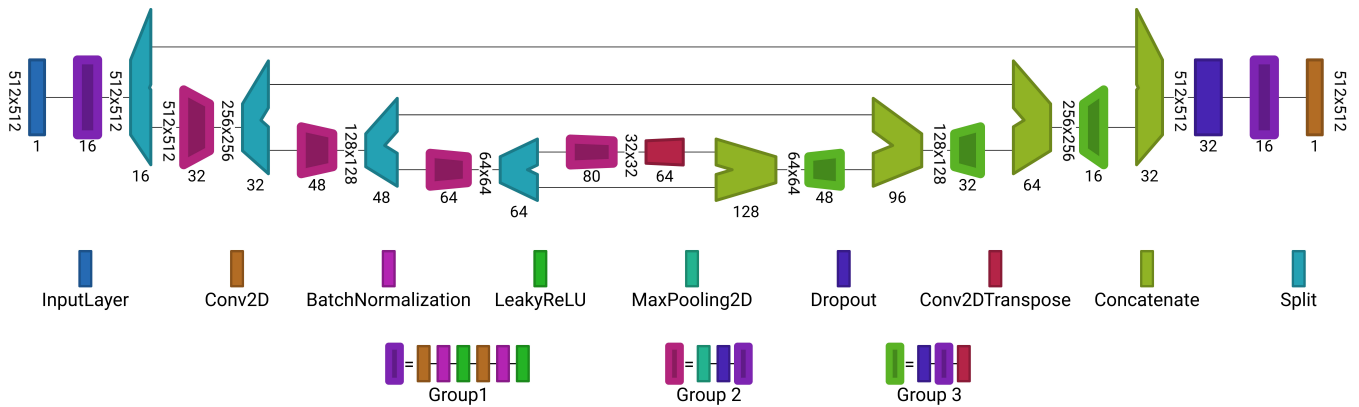 512x512
1
16
512x512
16
512x512
32
256x256
32
48
128x128
48
64
64x64
64
80
32x32
64
128
64x64
48
96
128x128
32
64
256x256
16
32
512x512
32
16
1
512x512
InputLayer
Conv2D
BatchNormalization
LeakyReLU
MaxPooling2D
Dropout
Conv2DTranspose
Concatenate
Split
=
Group1
=
Group 2
=
Group 3